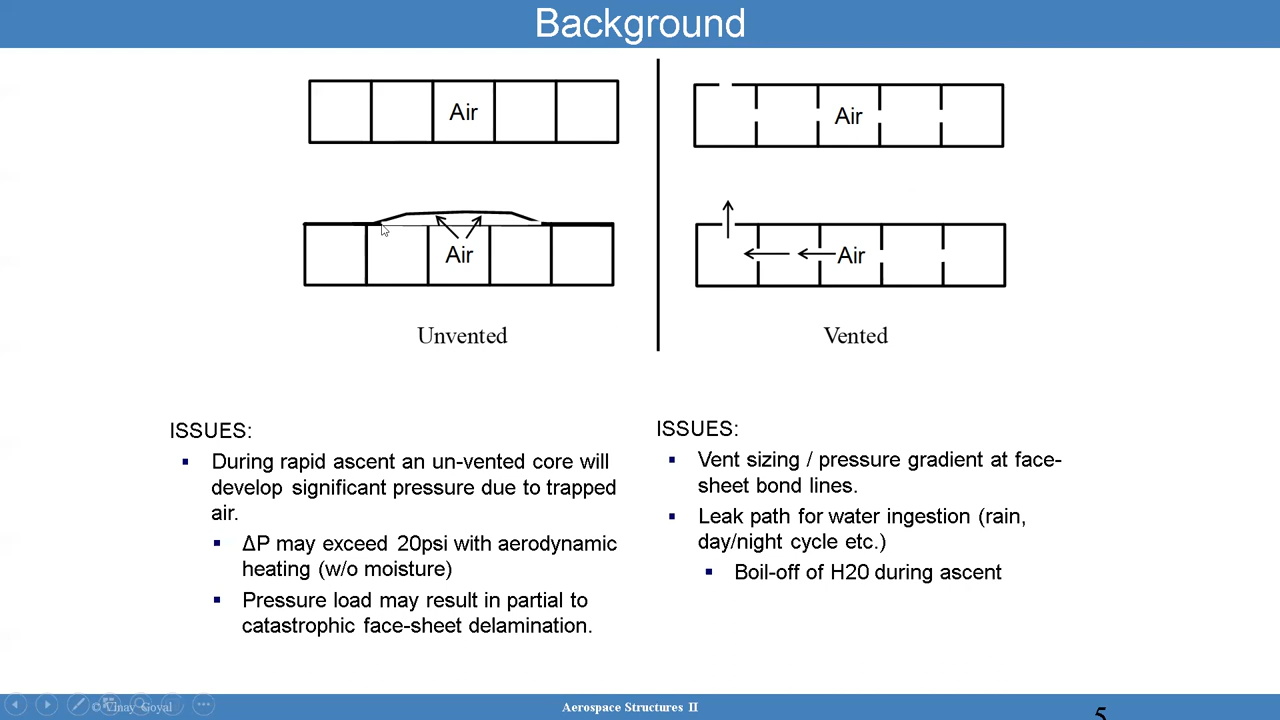 Background
Air
Air
Unvented
Air
Air
Vented
ISSUES:
During rapid ascent an un-vented core will
develop significant pressure due to trapped
air.
ΔP may exceed 20psi with aerodynamic
heating (w/o moisture)
Pressure load may result in partial to
catastrophic face-sheet delamination.
ISSUES:
Vent sizing / pressure gradient at face-
sheet bond lines.
Leak path for water ingestion (rain,
day/night cycle etc.)
Boil-off of H20 during ascent
© Vinay Goyal
Aerospace Structures II
5